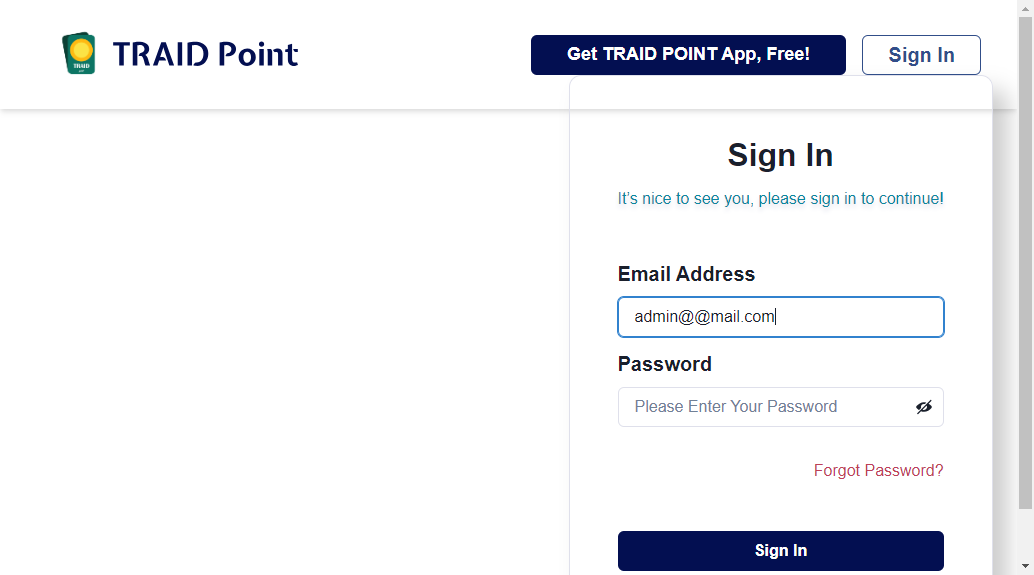 TRAID
TRAID Point
Get TRAID POINT App, Free!
Sign In
Sign In
It's nice to see you, please sign in to continue!
Email Address
admin@@mail.com
Password
Please Enter Your Password
Forgot Password?
Sign In